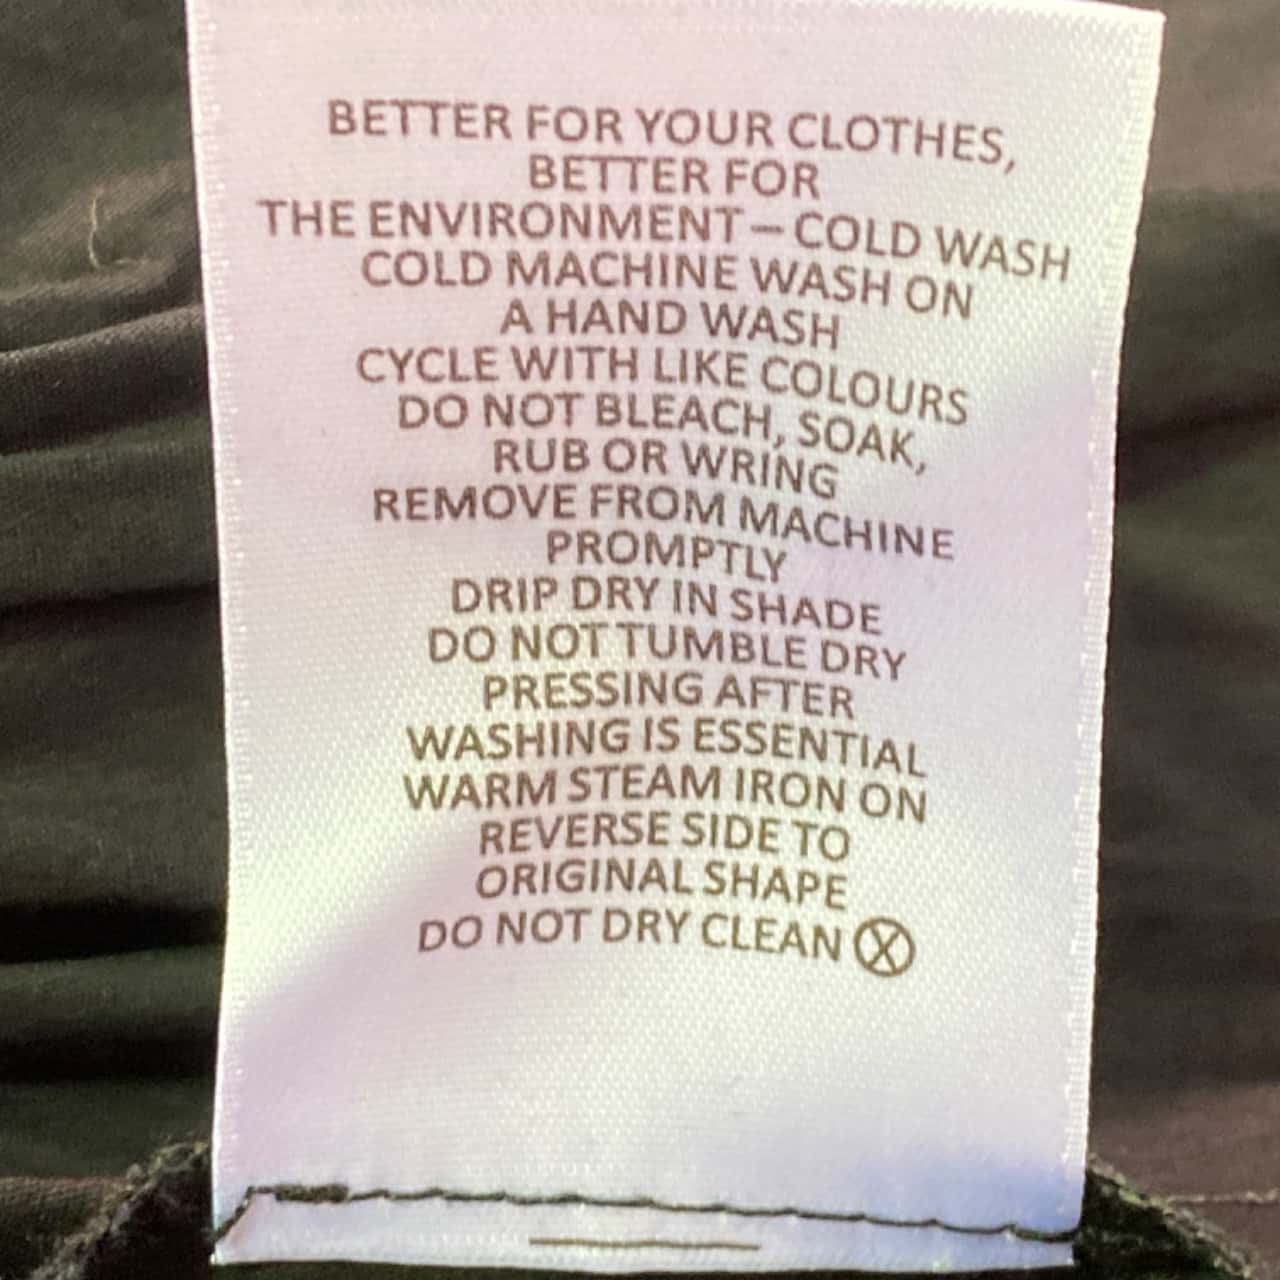 BETTER FOR YOUR CLOTHES,
BETTER FOR
THE ENVIRONMENT – COLD WASH
COLD MACHINE WASH ON
A HAND WASH
CYCLE WITH LIKE COLOURS
DO NOT BLEACH, SOAK,
RUB OR WRING
REMOVE FROM MACHINE
PROMPTLY
DRIP DRY IN SHADE
DO NOT TUMBLE DRY
PRESSING AFTER
WASHING IS ESSENTIAL
WARM STEAM IRON ON
REVERSE SIDE TO
ORIGINAL SHAPE
DO NOT DRY CLEAN